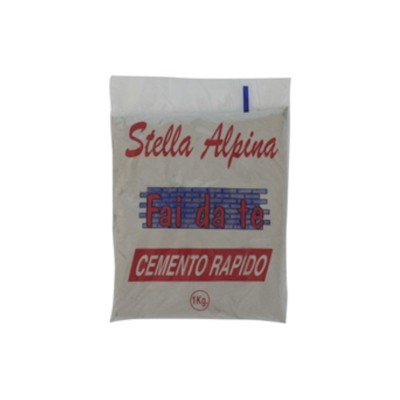 Stella Alpina
Fai da te
CEMENTO RAPIDO
1Kg.